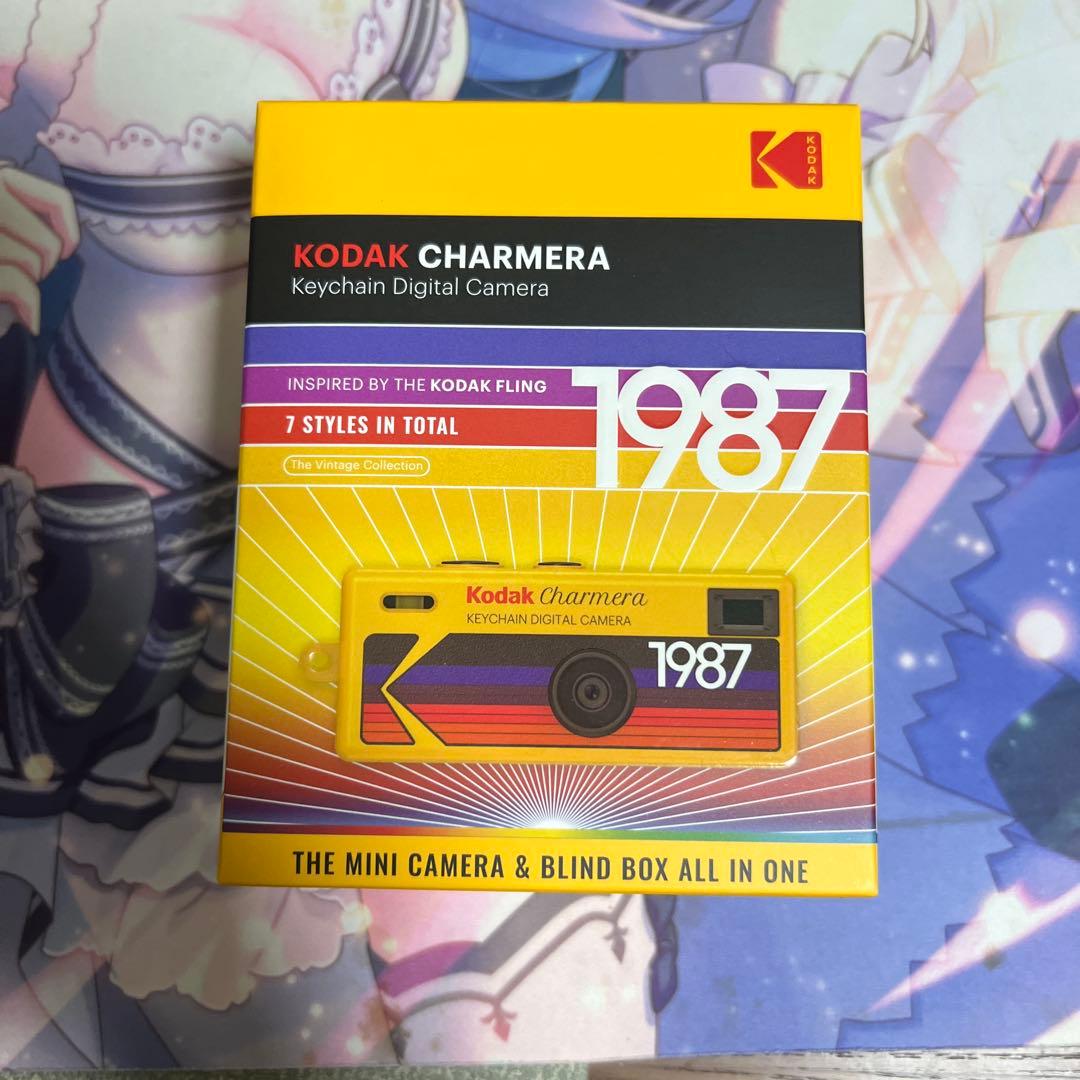 KODAK
KODAK CHARMERA
Keychain Digital Camera
INSPIRED BY THE KODAK FLING
1987
7 STYLES IN TOTAL
The Vintage Collection
Kodak Charmera
KEYCHAIN DIGITAL CAMERA
1987
THE MINI CAMERA & BLIND BOX ALL IN ONE